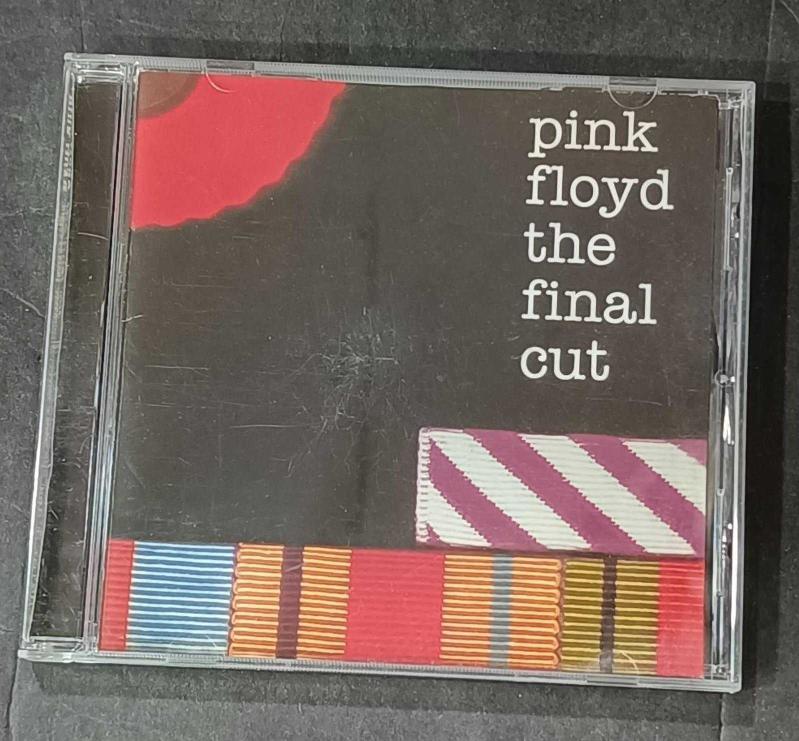 pink
floyd
the
final
cut